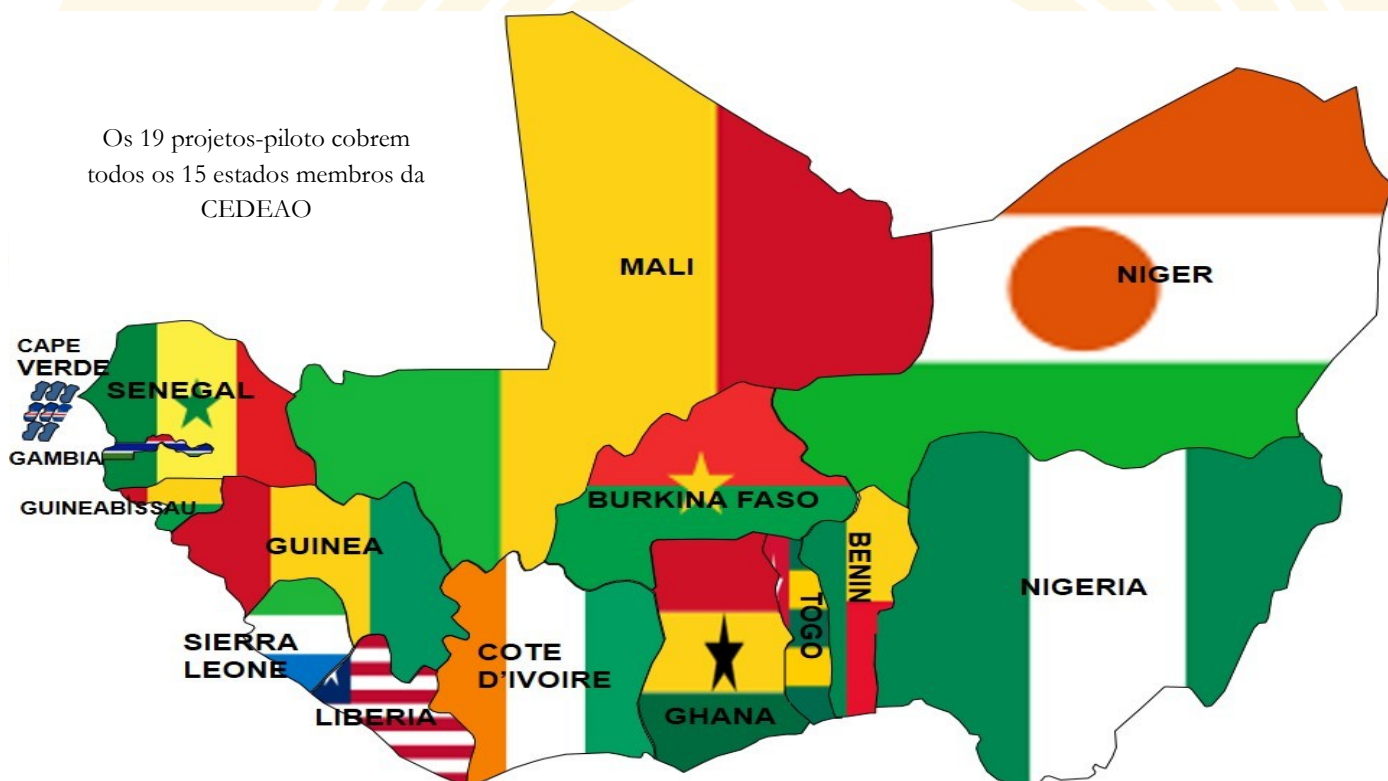 Os 19 projetos-piloto cobrem
todos os 15 estados membros da
CEDEAO
MALI
NIGER
CAPE
VERDE
SENEGAL
GAMBIA
GUINEABISSAU
BURKINA FASO
GUINEA
BENIN
NIGERIA
TOGO
SIERRA
LEONE
COTE
D'IVOIRE
LIBERIA
GHANA